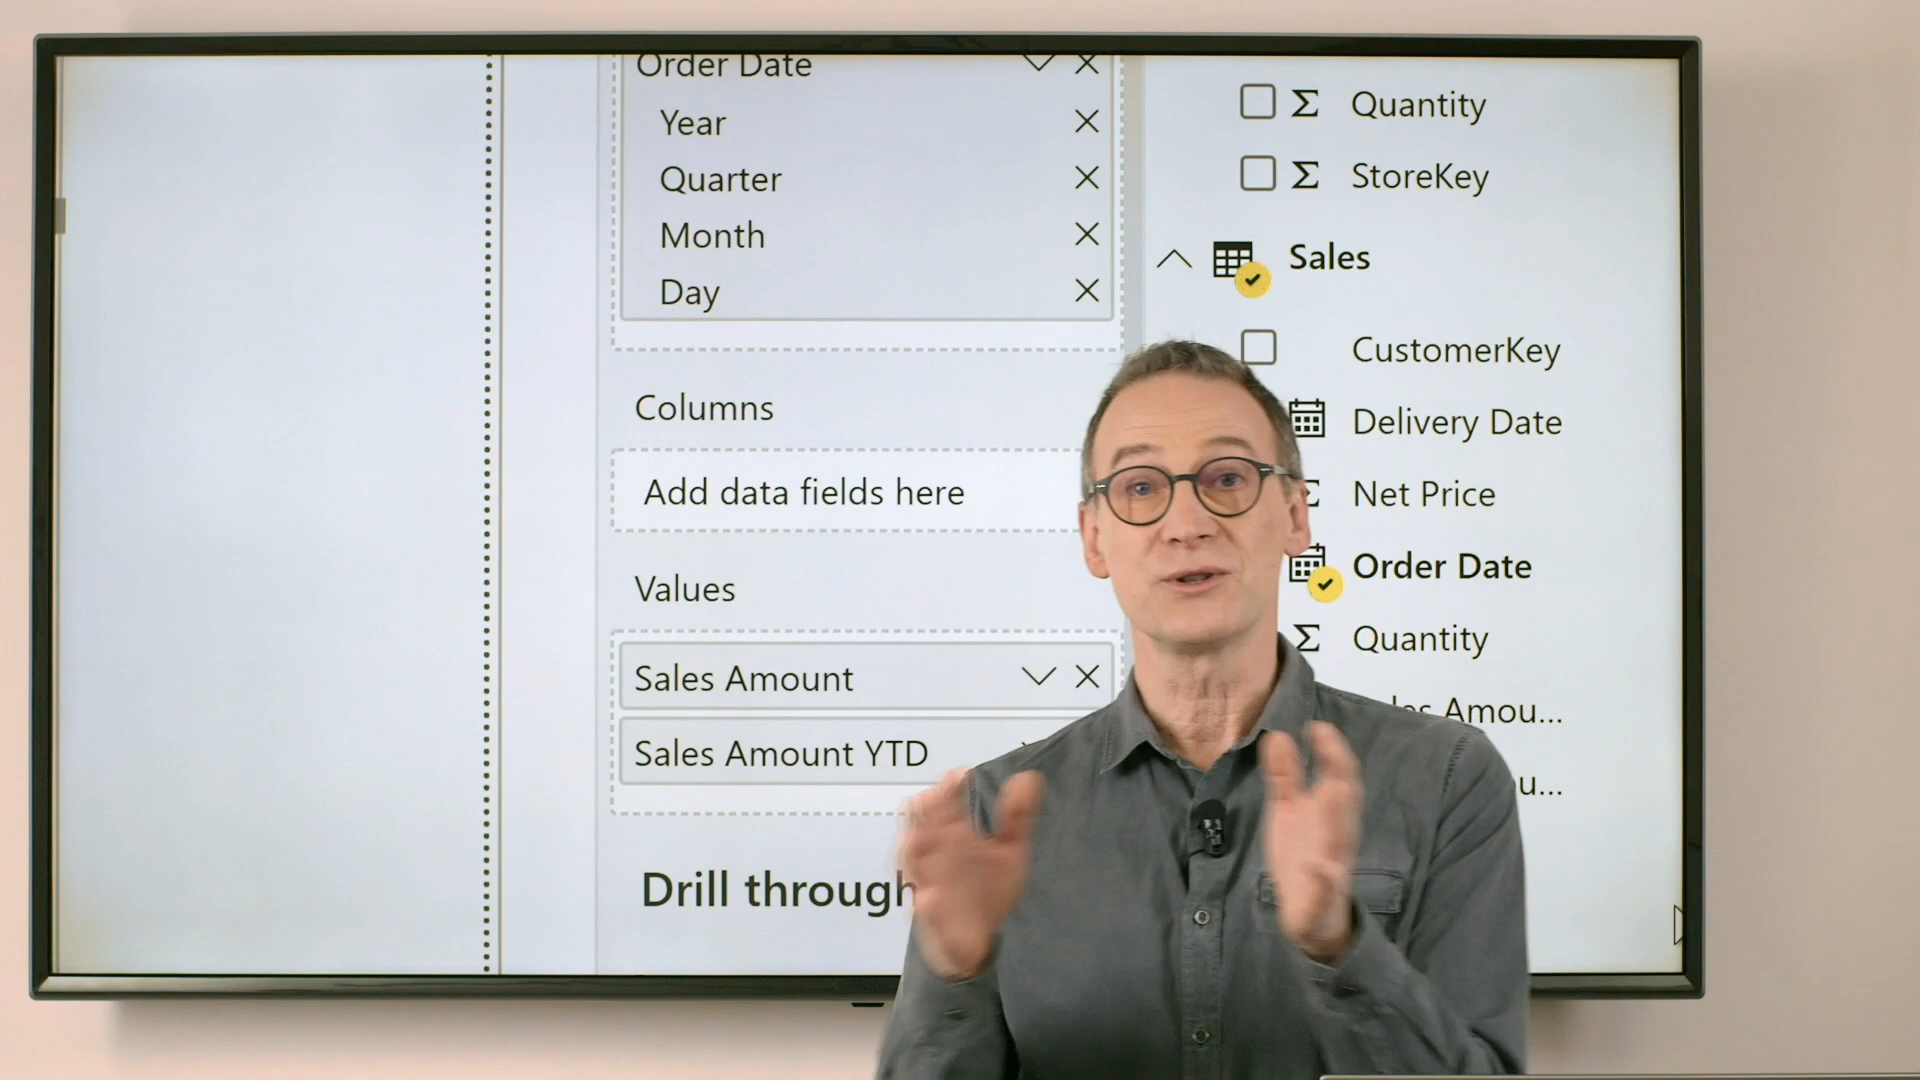 Order Date
Year
Quarter
Month
Day
Columns
Add data fields here
Values
Sales Amount
Sales Amount YTD
Drill through
Quantity
StoreKey
Sales
CustomerKey
Delivery Date
Net Price
Order Date
Quantity
Amou...